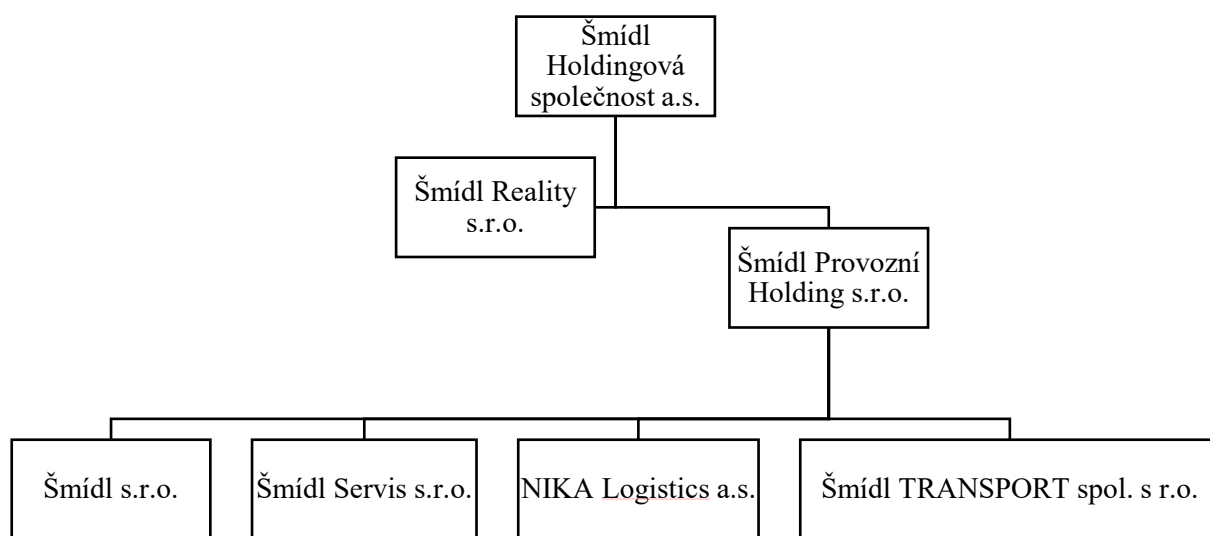 Šmídl
Holdingová
společnost a.s.
Šmídl Reality
s.r.o.
Šmídl Provozní
Holding s.r.o.
Šmídl s.r.o.
Šmídl Servis s.r.o.
NIKA Logistics a.s.
Šmídl TRANSPORT spol. s r.o.